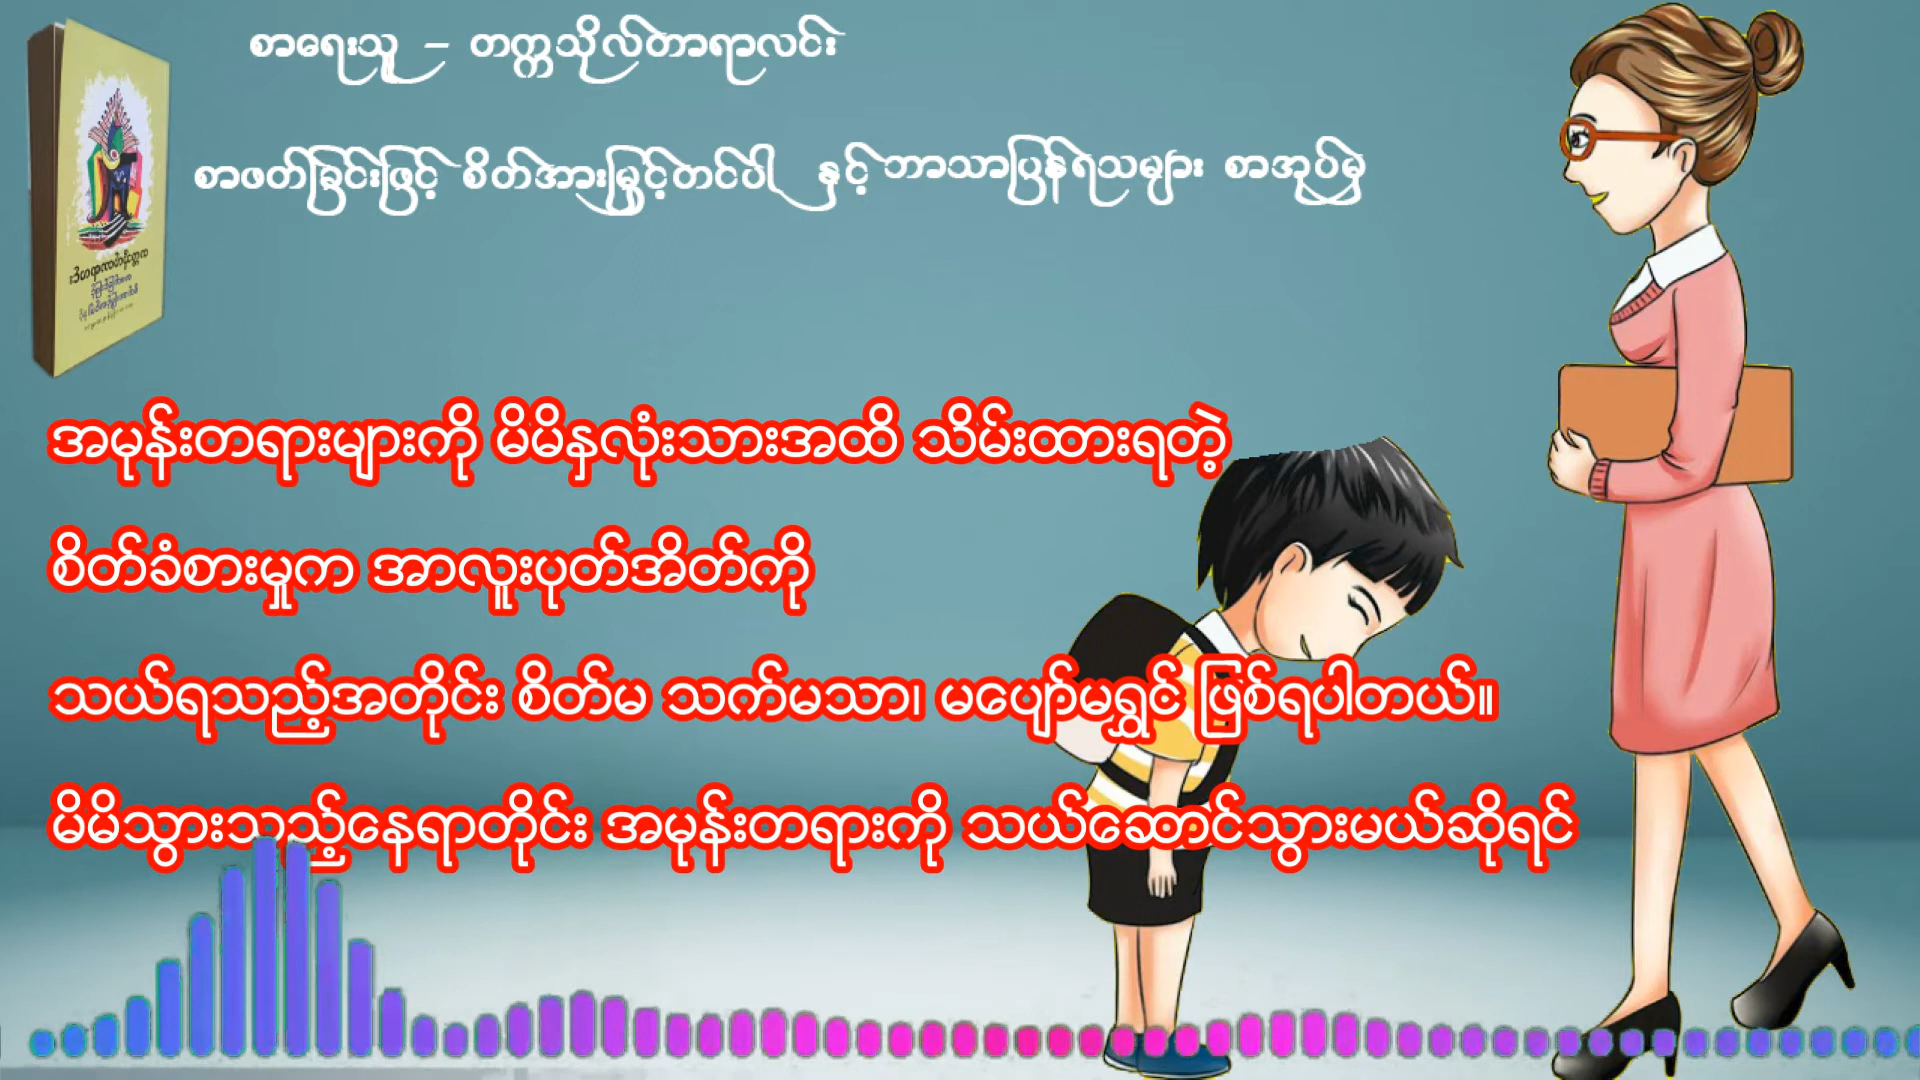 စာရေးသူ - တက္ကသိုလ်တာရာလင်း
စာဖတ်ခြင်းဖြင့် စိတ်အားမြှင့်တင်ပါ နှင့် ဘာသာပြန်ရသများ စာအုပ်မှ
အမုန်းတရားများကို မိမိနှလုံးသားအထိ သိမ်းထားရတဲ့
စိတ်ခံစားမှုက အာလူးပုတ်အိတ်ကို
သယ်ရသည့်အတိုင်း စိတ်မ သက်မသာ၊ မပျော်မရွှင် ဖြစ်ရပါတယ်။
မိမိသွားသည့်နေရာတိုင်း အမုန်းတရားကို သယ်ဆောင်သွားမယ်ဆိုရင်